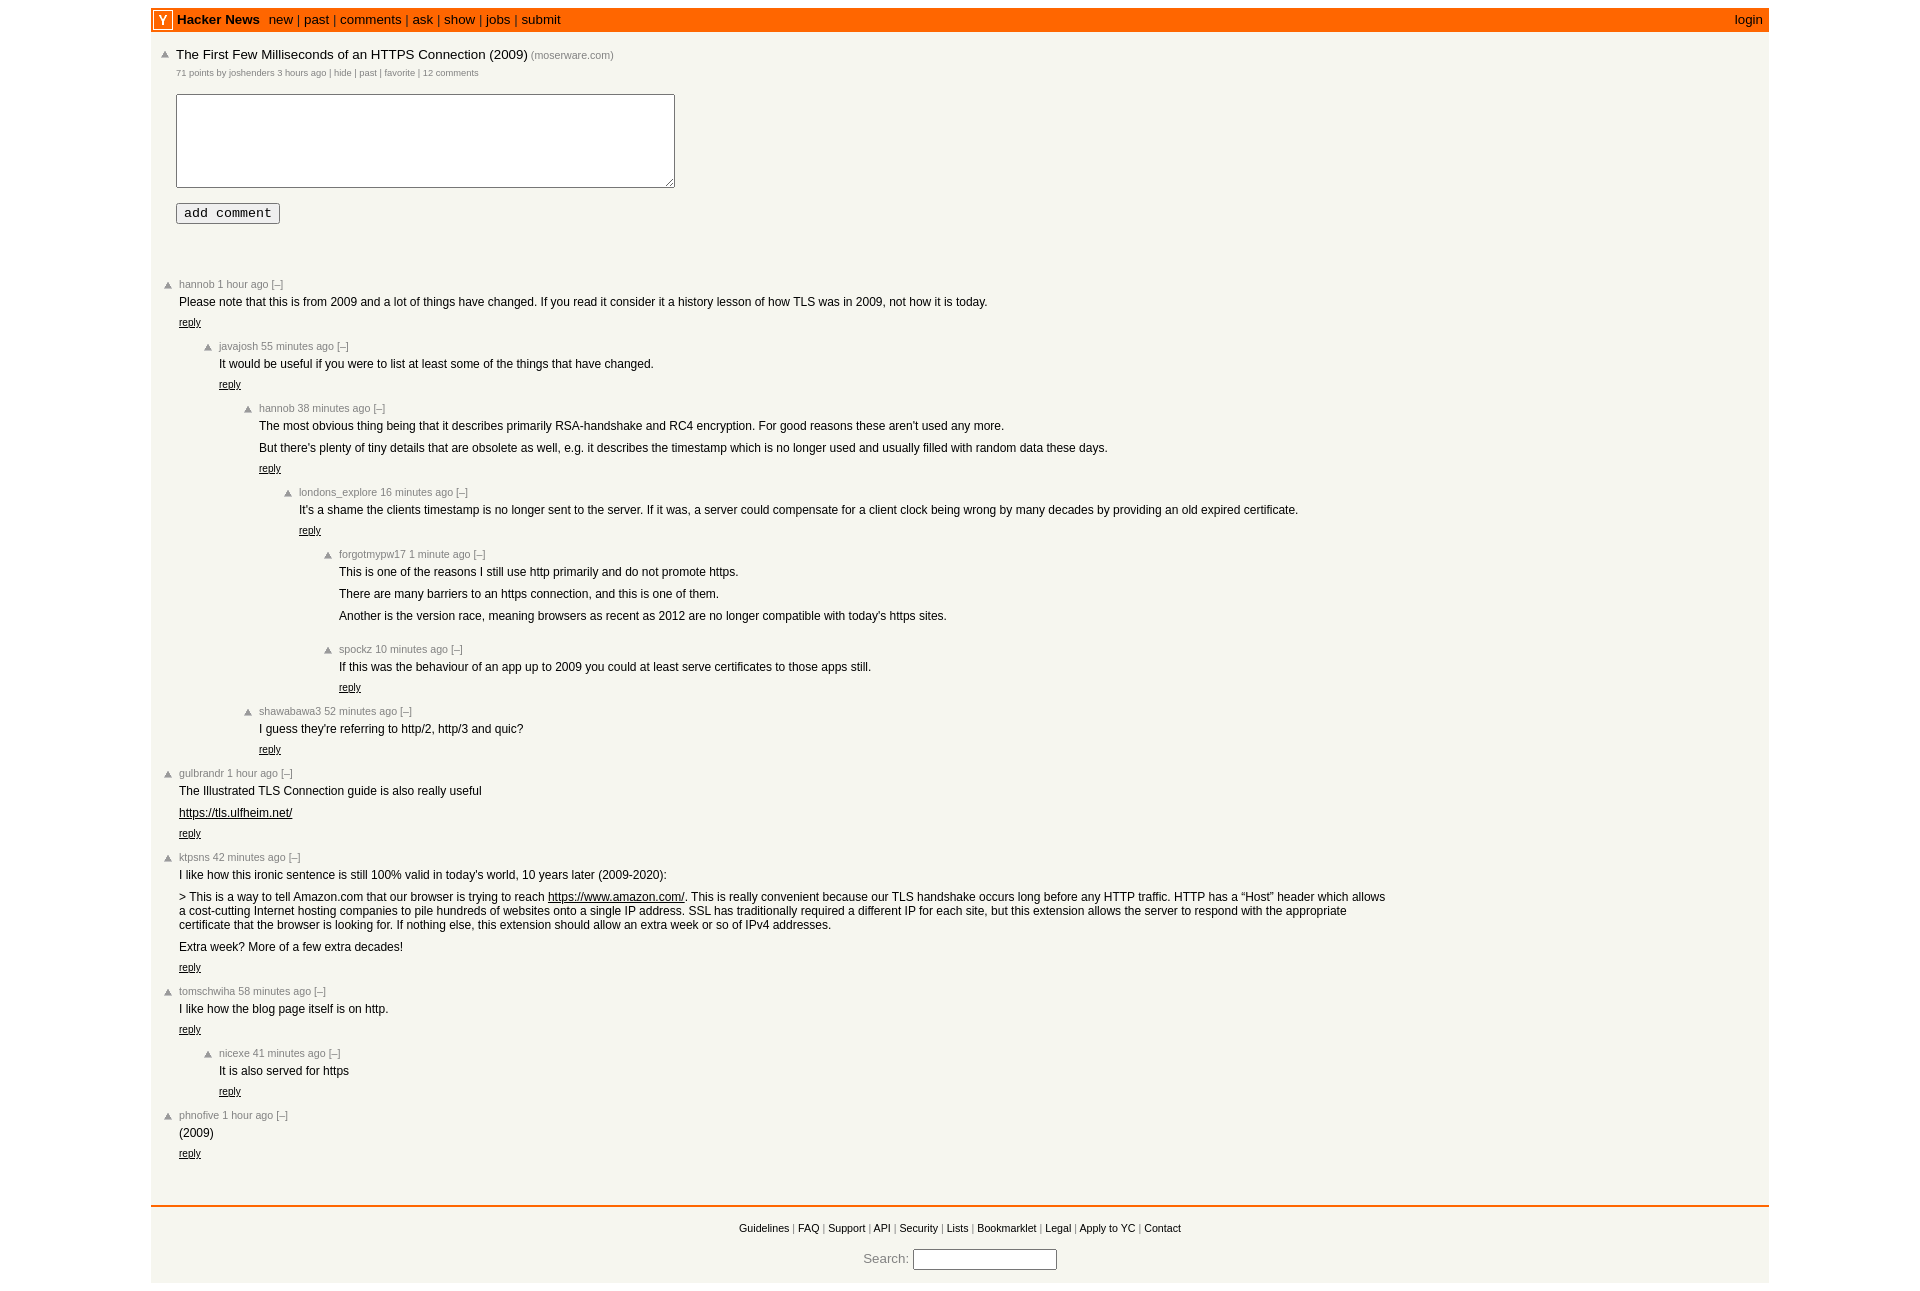 Y Hacker News new | past | comments | ask | show | jobs | submit login
The First Few Milliseconds of an HTTPS Connection (2009) (moserware.com)
71 points by joshenders 3 hours ago | hide | past | favorite | 12 comments
add comment
hannob 1 hour ago [–]
Please note that this is from 2009 and a lot of things have changed. If you read it consider it a history lesson of how TLS was in 2009, not how it is today.
reply
javajosh 55 minutes ago [–]
It would be useful if you were to list at least some of the things that have changed.
reply
hannob 38 minutes ago [–]
The most obvious thing being that it describes primarily RSA-handshake and RC4 encryption. For good reasons these aren't used any more.
But there's plenty of tiny details that are obsolete as well, e.g. it describes the timestamp which is no longer used and usually filled with random data these days.
reply
londons_explore 16 minutes ago [–]
It's a shame the clients timestamp is no longer sent to the server. If it was, a server could compensate for a client clock being wrong by many decades by providing an old expired certificate.
reply
forgotmypw17 1 minute ago [–]
This is one of the reasons I still use http primarily and do not promote https.
There are many barriers to an https connection, and this is one of them.
Another is the version race, meaning browsers as recent as 2012 are no longer compatible with today's https sites.
spockz 10 minutes ago [–]
If this was the behaviour of an app up to 2009 you could at least serve certificates to those apps still.
reply
shawabawa3 52 minutes ago [–]
I guess they're referring to http/2, http/3 and quic?
reply
gulbrandr 1 hour ago [–]
The Illustrated TLS Connection guide is also really useful
https://tls.ulfheim.net/
reply
ktpsns 42 minutes ago [–]
I like how this ironic sentence is still 100% valid in today's world, 10 years later (2009-2020):
> This is a way to tell Amazon.com that our browser is trying to reach https://www.amazon.com/. This is really convenient because our TLS handshake occurs long before any HTTP traffic. HTTP has a “Host” header which allows
a cost-cutting Internet hosting companies to pile hundreds of websites onto a single IP address. SSL has traditionally required a different IP for each site, but this extension allows the server to respond with the appropriate
certificate that the browser is looking for. If nothing else, this extension should allow an extra week or so of IPv4 addresses.
Extra week? More of a few extra decades!
reply
tomschwiha 58 minutes ago [–]
I like how the blog page itself is on http.
reply
nicexe 41 minutes ago [–]
It is also served for https
reply
phnofive 1 hour ago [–]
(2009)
reply
Guidelines | FAQ | Support | API | Security | Lists | Bookmarklet | Legal | Apply to YC | Contact
Search: